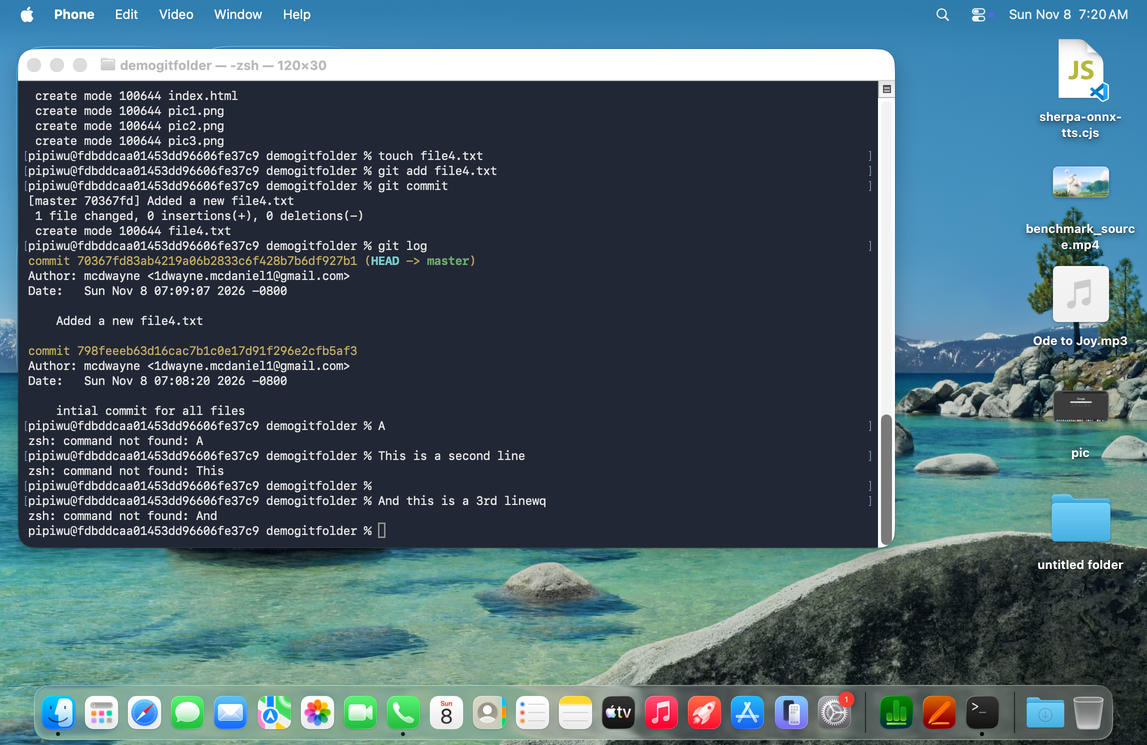 Phone Edit Video Window Help Sun Nov 8 7:20 AM
demogitfolder — -zsh — 120×30
create mode 100644 index.html
create mode 100644 pic1.png
create mode 100644 pic2.png
create mode 100644 pic3.png
[pipiwu@fdbddcaa01453dd96606fe37c9 demogitfolder % touch file4.txt ]
[pipiwu@fdbddcaa01453dd96606fe37c9 demogitfolder % git add file4.txt ]
[pipiwu@fdbddcaa01453dd96606fe37c9 demogitfolder % git commit ]
[master 70367fd] Added a new file4.txt
1 file changed, 0 insertions(+), 0 deletions(-)
create mode 100644 file4.txt
[pipiwu@fdbddcaa01453dd96606fe37c9 demogitfolder % git log ]
commit 70367fd83ab4219a06b2833c6f428b7b6df927b1 (HEAD -> master)
Author: mcdwayne <1dwayne.mcdaniel1@gmail.com>
Date: Sun Nov 8 07:09:07 2026 -0800
Added a new file4.txt
commit 798feeeb63d16cac7b1c0e17d91f296e2cfb5af3
Author: mcdwayne <1dwayne.mcdaniel1@gmail.com>
Date: Sun Nov 8 07:08:20 2026 -0800
intial commit for all files
[pipiwu@fdbddcaa01453dd96606fe37c9 demogitfolder % A ]
zsh: command not found: A
[pipiwu@fdbddcaa01453dd96606fe37c9 demogitfolder % This is a second line ]
zsh: command not found: This
[pipiwu@fdbddcaa01453dd96606fe37c9 demogitfolder % ]
[pipiwu@fdbddcaa01453dd96606fe37c9 demogitfolder % And this is a 3rd linewq ]
zsh: command not found: And
pipiwu@fdbddcaa01453dd96606fe37c9 demogitfolder %
JS
sherpa-onnx-
tts.cjs
benchmark_sourc
e.mp4
Ode to Joy.mp3
pic
untitled folder
Sun
8
tv
1
>_